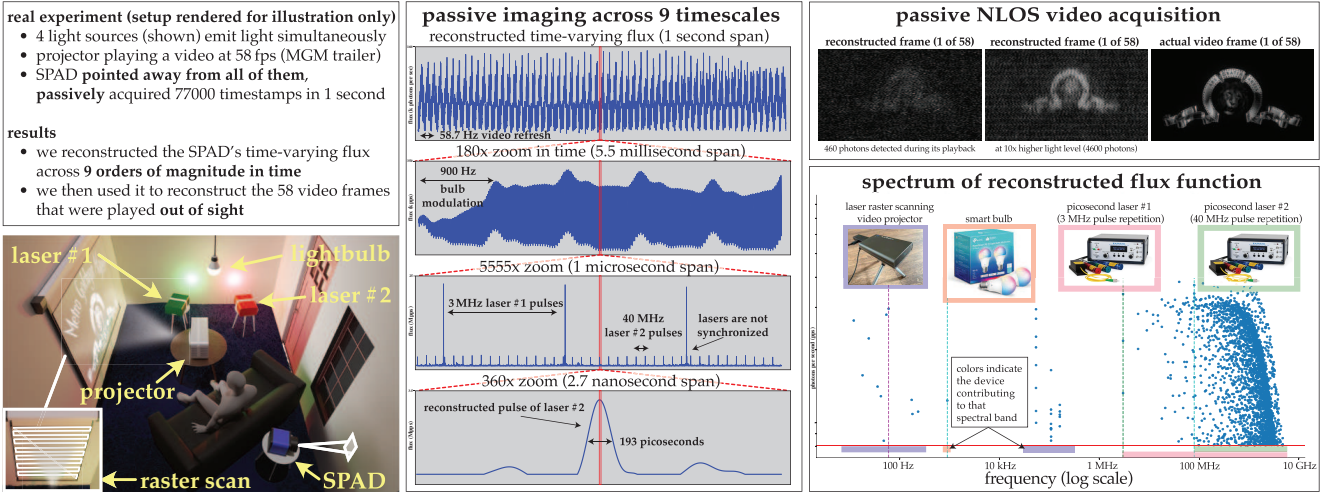 real experiment (setup rendered for illustration only)
• 4 light sources (shown) emit light simultaneously
• projector playing a video at 58 fps (MGM trailer)
• SPAD pointed away from all of them,
passively acquired 77000 timestamps in 1 second
results
• we reconstructed the SPAD's time-varying flux
across 9 orders of magnitude in time
• we then used it to reconstruct the 58 video frames
that were played out of sight
laser #1
lightbulb
laser #2
projector
raster scan
SPAD
passive imaging across 9 timescales
reconstructed time-varying flux (1 second span)
flux (k photons per sec)
58.7 Hz video refresh
180x zoom in time (5.5 millisecond span)
flux (kpps)
900 Hz
bulb
modulation
5555x zoom (1 microsecond span)
flux (Mpps)
3 MHz laser #1 pulses
40 MHz
laser #2 pulses
lasers are not
synchronized
360x zoom (2.7 nanosecond span)
flux (Mpps)
reconstructed pulse of laser #2
193 picoseconds
passive NLOS video acquisition
reconstructed frame (1 of 58)
reconstructed frame (1 of 58)
actual video frame (1 of 58)
460 photons detected during its playback
at 10x higher light level (4600 photons)
spectrum of reconstructed flux function
laser raster scanning
video projector
smart bulb
picosecond laser #1
(3 MHz pulse repetition)
picosecond laser #2
(40 MHz pulse repetition)
colors indicate
the device
contributing
to that
spectral band
100 Hz
10 kHz
1 MHz
100 MHz
10 GHz
frequency (log scale)